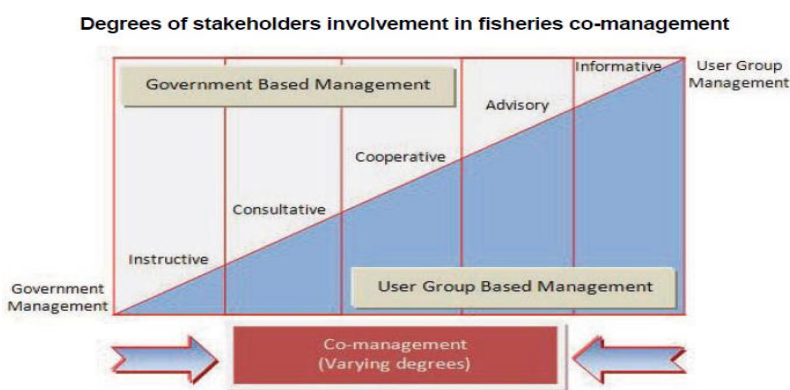 Degrees of stakeholders involvement in fisheries co-management
Informative
User Group
Management
Government Based Management
Advisory
Cooperative
Consultative
Instructive
Government
Management
User Group Based Management
Co-management
(Varying degrees)